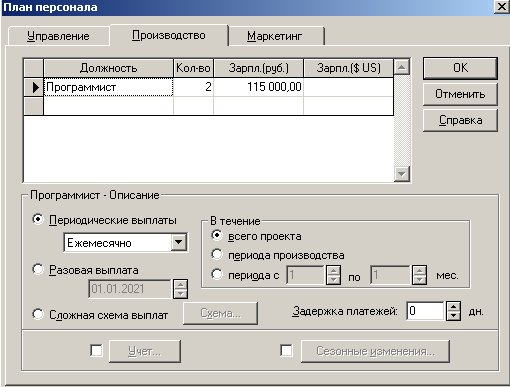 План персонала
Управление Производство Маркетинг
Должность Кол-во Зарпл.(руб.) Зарпл.($ US)
Программист 2 115 000,00
OK
Отменить
Справка
Программист - Описание
Периодические выплаты
Ежемесячно
Разовая выплата
01.01.2021
Сложная схема выплат Схема...
В течение
всего проекта
периода производства
периода с 1 по 1 мес.
Задержка платежей: 0 дн.
Учет... Сезонные изменения...